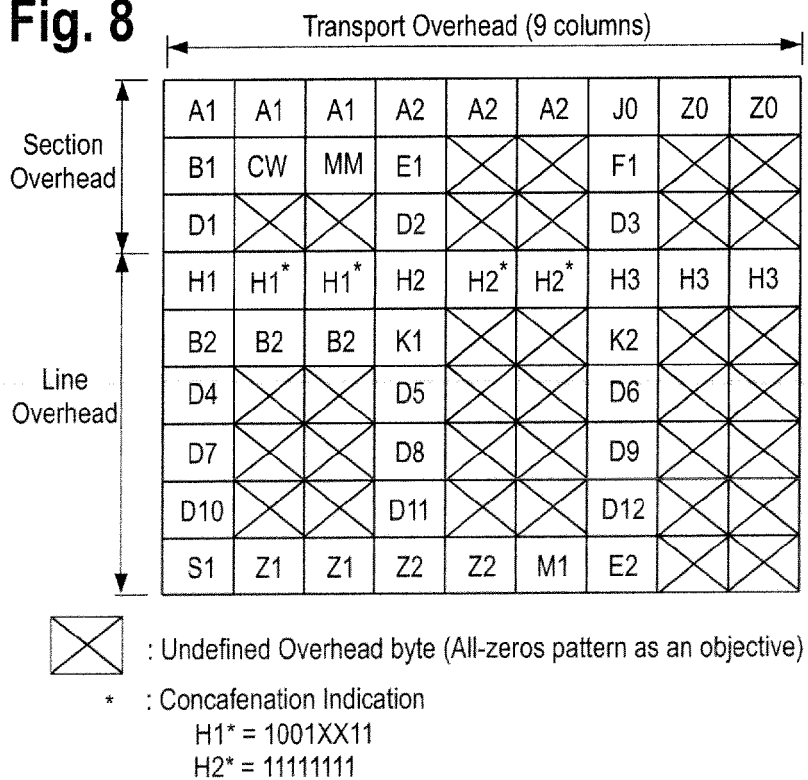 Fig. 8
Transport Overhead (9 columns)
A1 A1 A1 A2 A2 A2 J0 Z0 Z0
Section
Overhead
B1 CW MM E1 F1
D1 D2 D3
H1 H1* H1* H2 H2* H2* H3 H3 H3
B2 B2 B2 K1 K2
Line
Overhead
D4 D5 D6
D7 D8 D9
D10 D11 D12
S1 Z1 Z1 Z2 Z2 M1 E2
: Undefined Overhead byte (All-zeros pattern as an objective)
* : Concafenation Indication
H1* = 1001XX11
H2* = 11111111